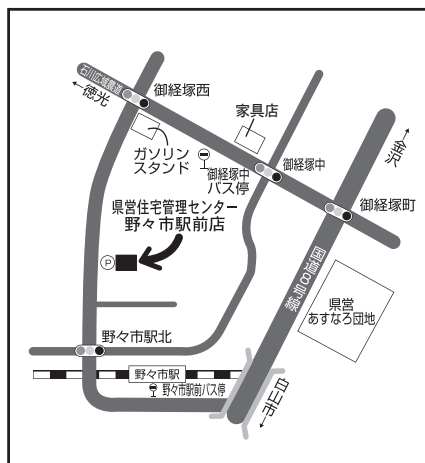 石川広域農道
←徳光
御経塚西
家具店
→金沢
ガソリン
スタンド
御経塚中
バス停
御経塚中
御経塚町
県営住宅管理センター
野々市駅前店
P
国道8号線
県営
あすなろ団地
野々市駅北
野々市駅
野々市駅前バス停
白山市→